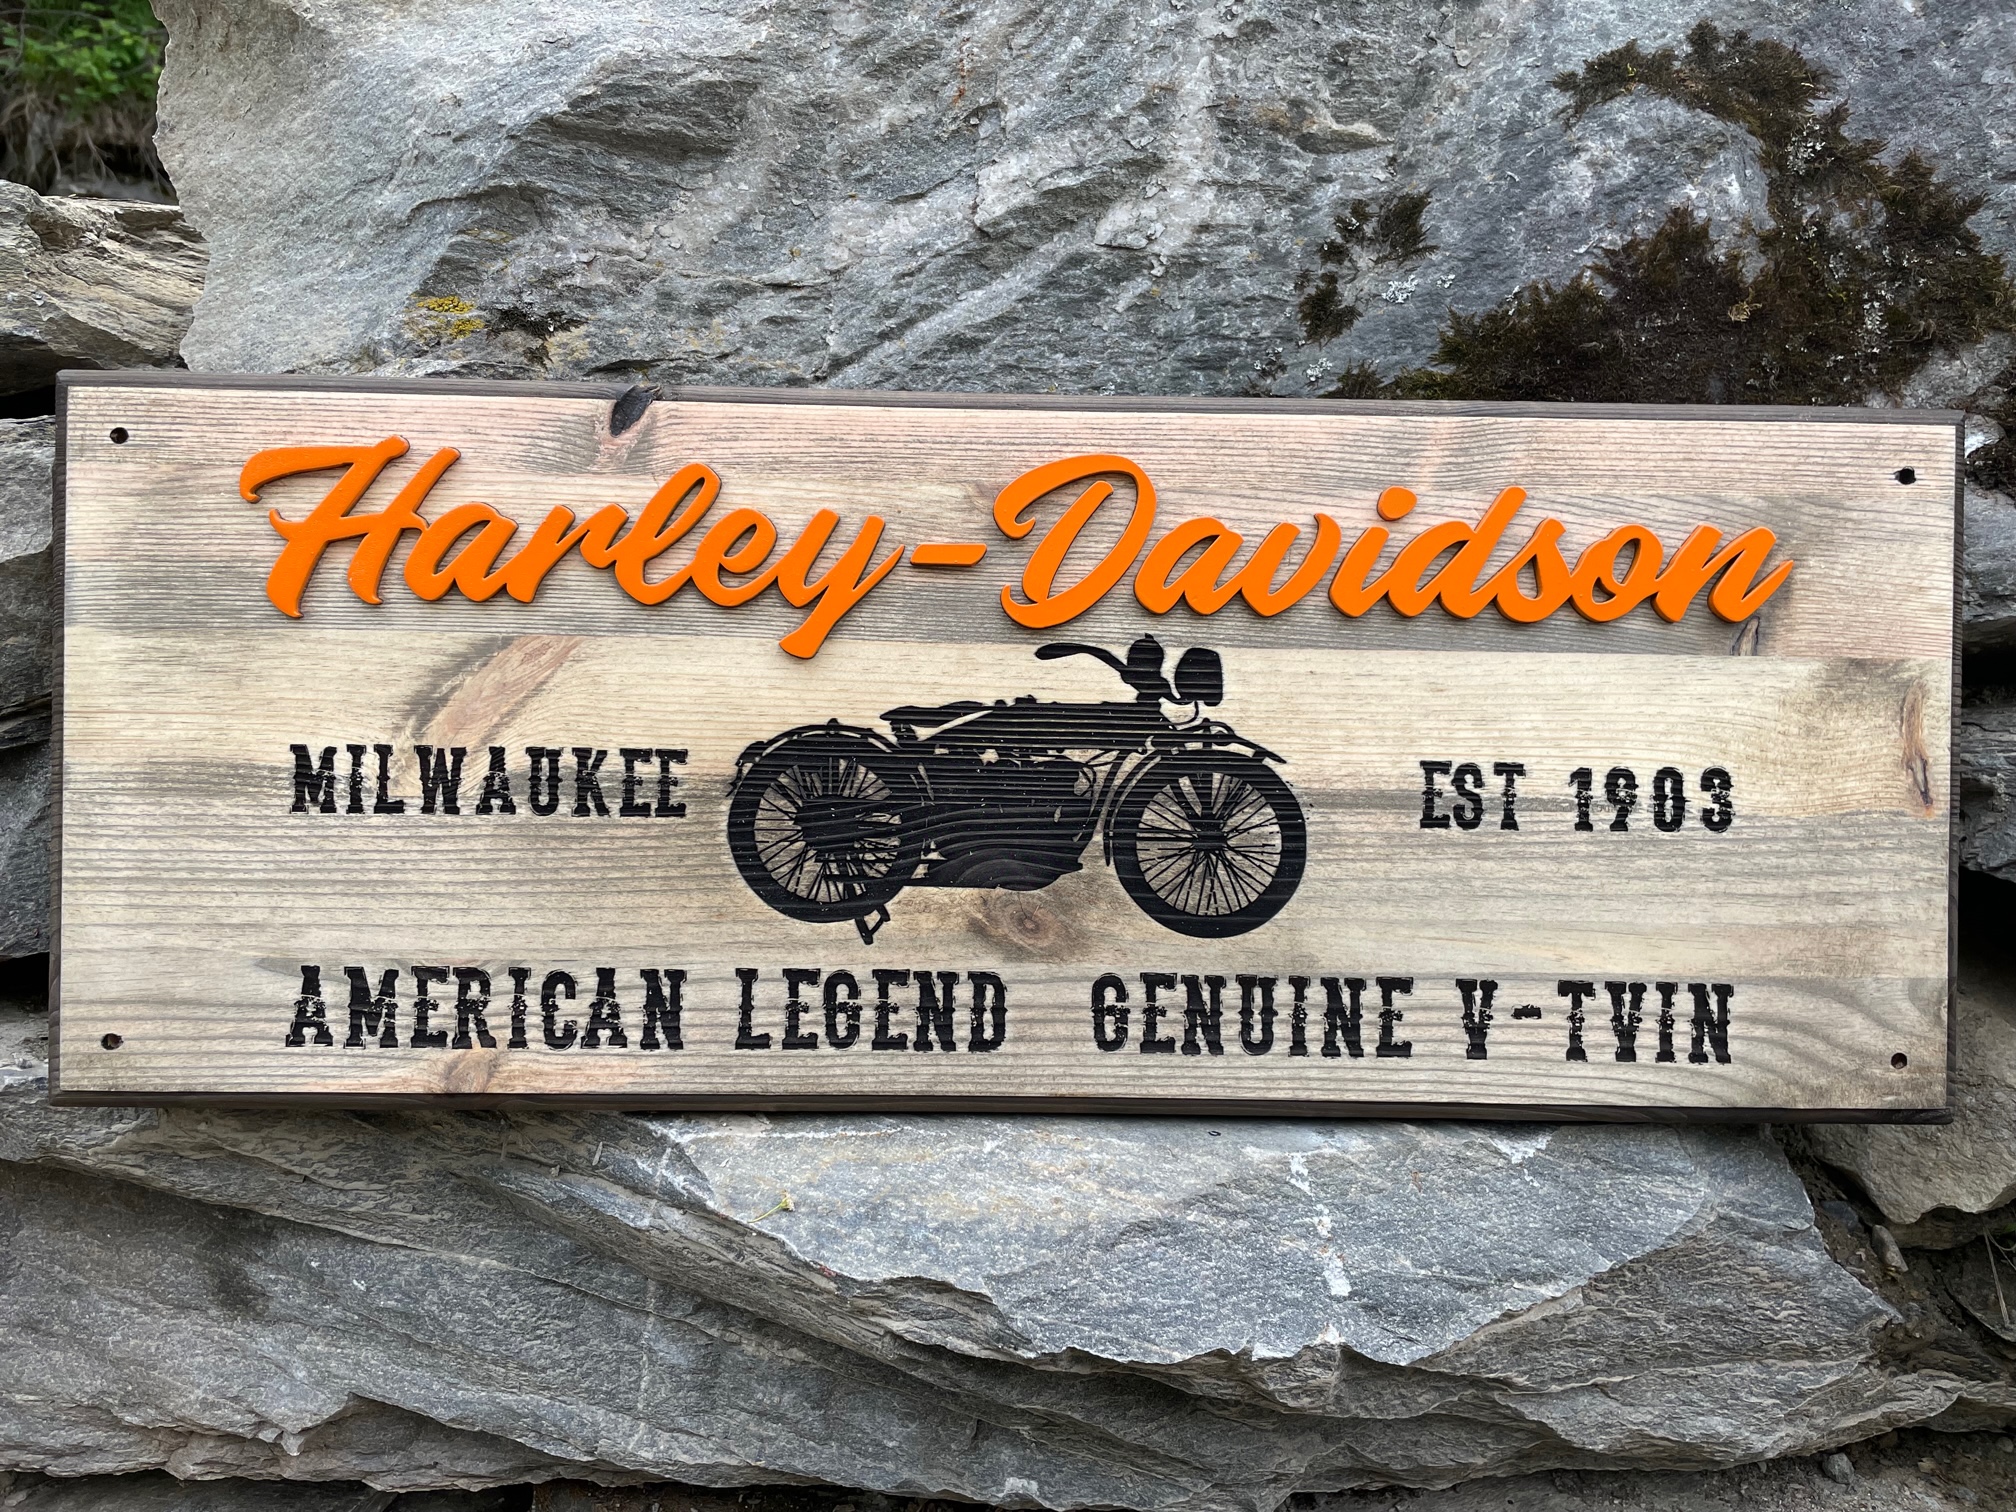 Harley-Davidson
MILWAUKEE EST 1903
AMERICAN LEGEND GENUINE V-TVIN